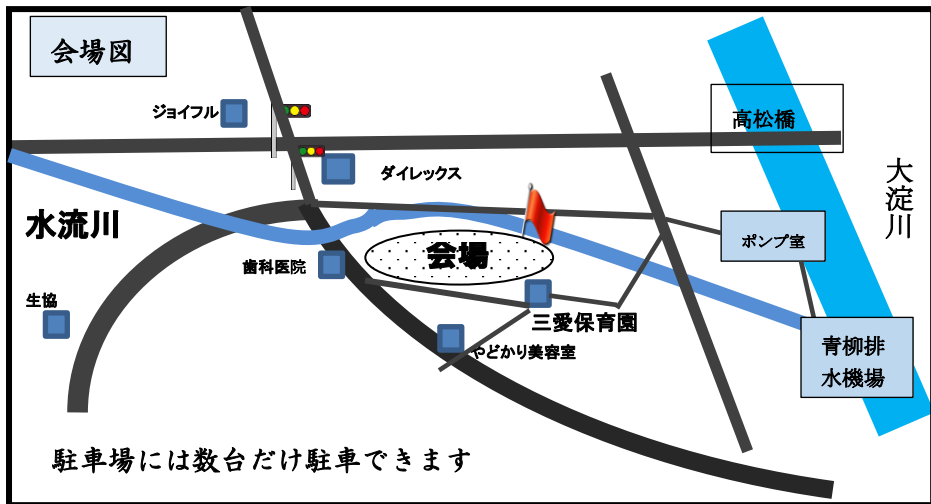 会場図
ジョイフル
高松橋
ダイレックス
大淀川
水流川
ポンプ室
会場
歯科医院
生協
三愛保育園
やどかり美容室
青柳排
水機場
駐車場には数台だけ駐車できます